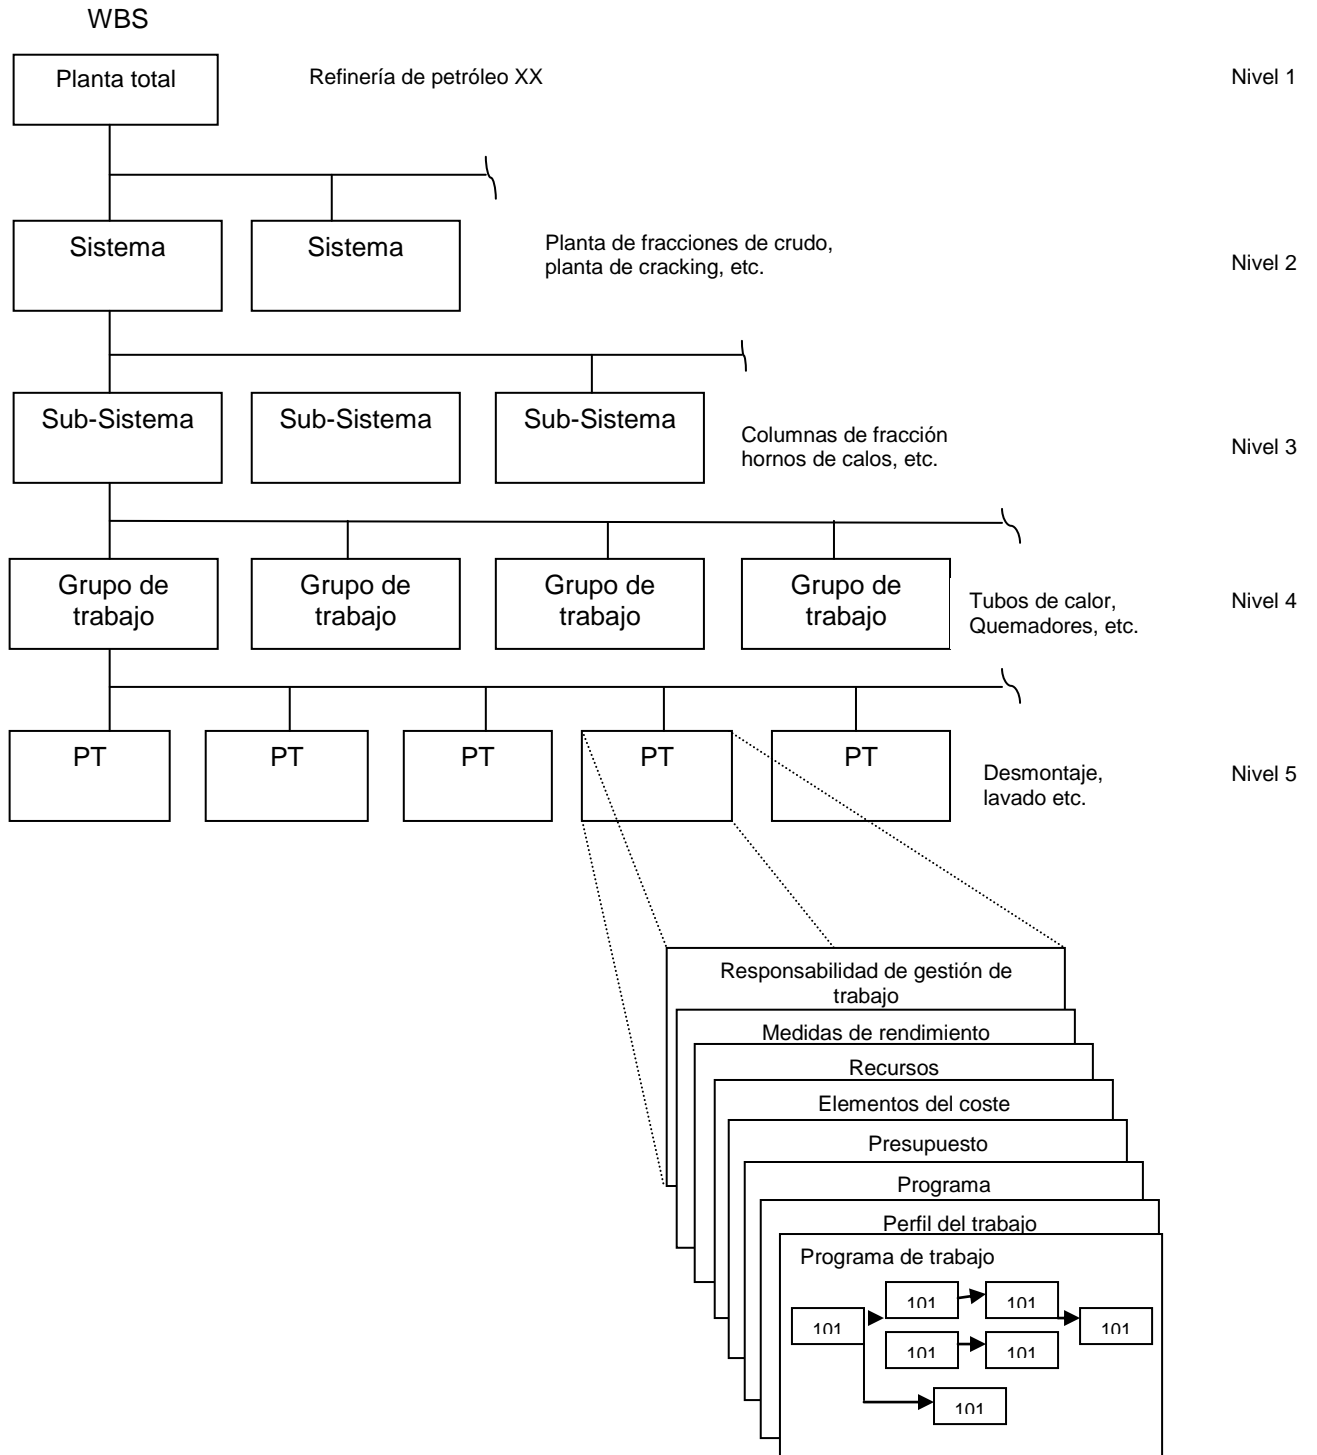 WBS
Planta total
Refinería de petróleo XX
Nivel 1
Sistema
Sistema
Planta de fracciones de crudo,
planta de cracking, etc.
Nivel 2
Sub-Sistema
Sub-Sistema
Sub-Sistema
Columnas de fracción
hornos de calos, etc.
Nivel 3
Grupo de
trabajo
Grupo de
trabajo
Grupo de
trabajo
Grupo de
trabajo
Tubos de calor,
Quemadores, etc.
Nivel 4
PT
PT
PT
PT
PT
Desmontaje,
lavado etc.
Nivel 5
Responsabilidad de gestión de
trabajo
Medidas de rendimiento
Recursos
Elementos del coste
Presupuesto
Programa
Perfil del trabajo
Programa de trabajo
101
101
101
101
101
101
101